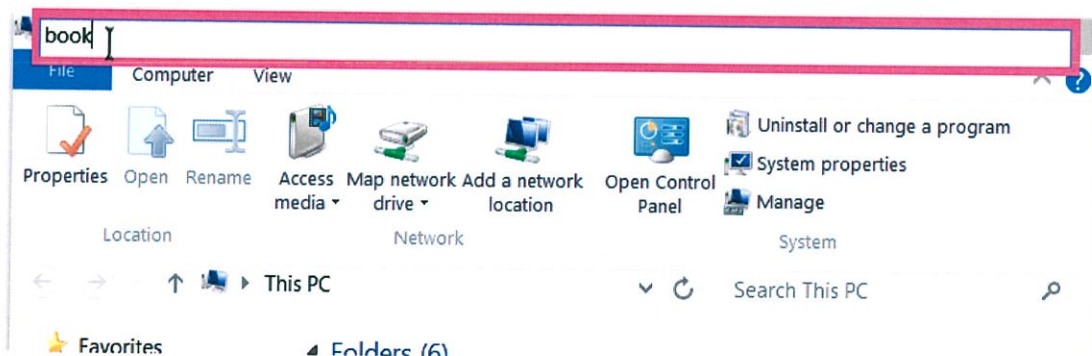 book
File Computer View
Properties Open Rename Access media Map network drive Add a network location Open Control Panel
Uninstall or change a program
System properties
Manage
Location Network System
This PC Search This PC
Favorites Folders (6)